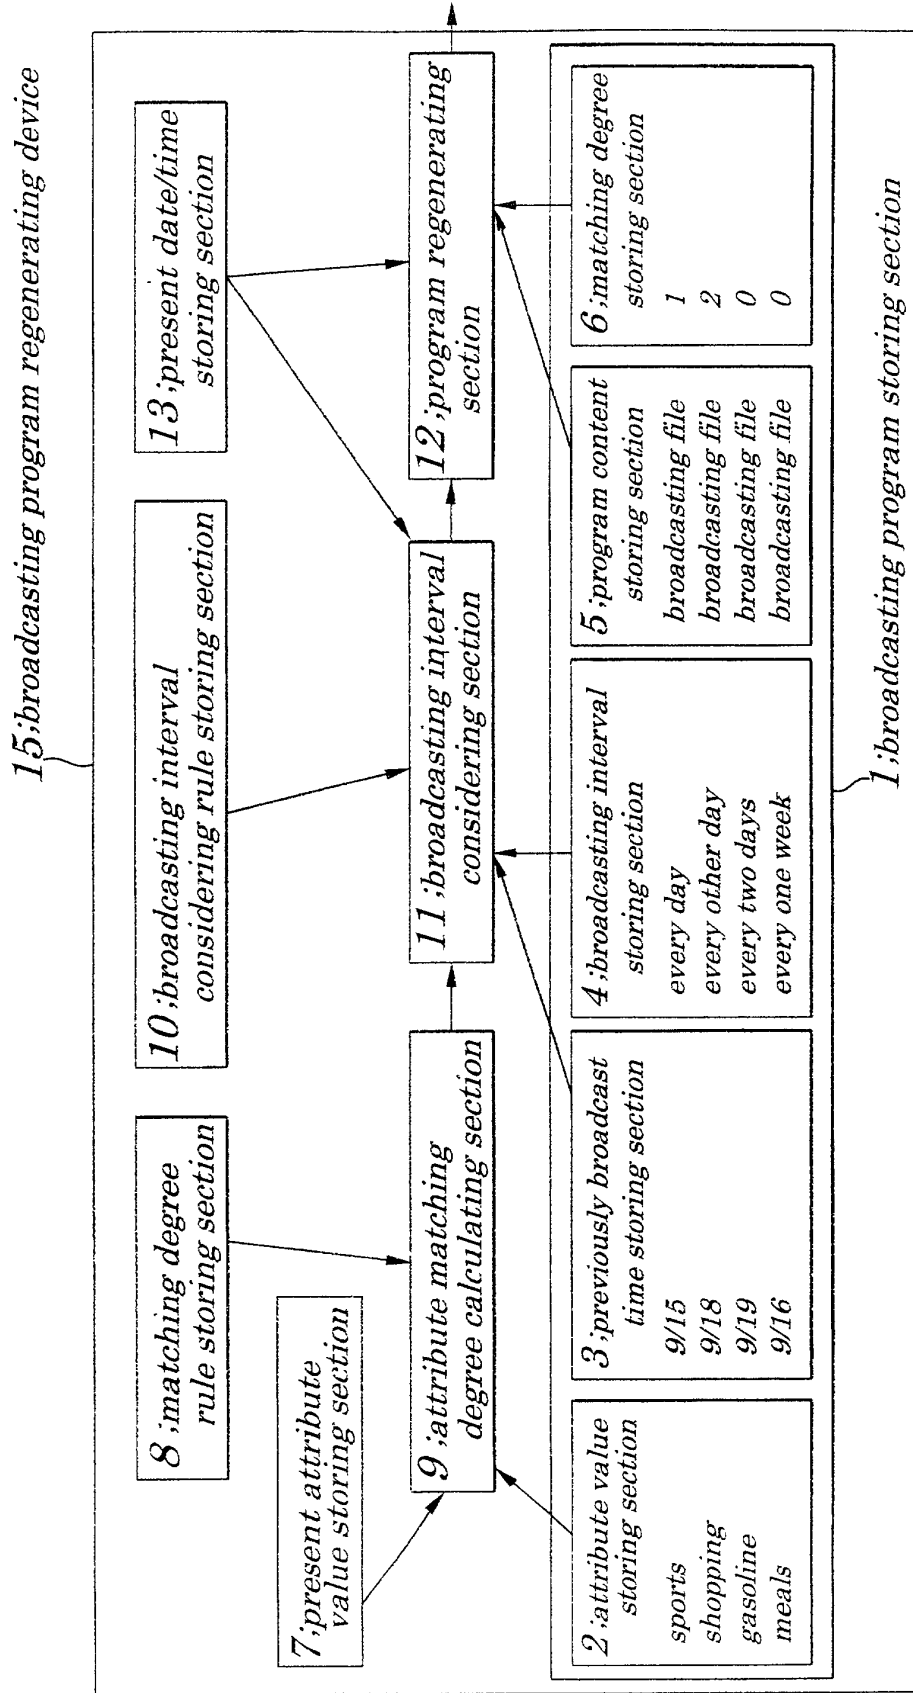 15;broadcasting program regenerating device
8;matching degree
rule storing section
10;broadcasting interval
considering rule storing section
13;present date/time
storing section
7;present attribute
value storing section
9;attribute matching
degree calculating section
11;broadcasting interval
considering section
12;program regenerating
section
2;attribute value
storing section
sports
shopping
gasoline
meals
3;previously broadcast
time storing section
9/15
9/18
9/19
9/16
4;broadcasting interval
storing section
every day
every other day
every two days
every one week
5;program content
storing section
broadcasting file
broadcasting file
broadcasting file
broadcasting file
6;matching degree
storing section
1
2
0
0
1;broadcasting program storing section